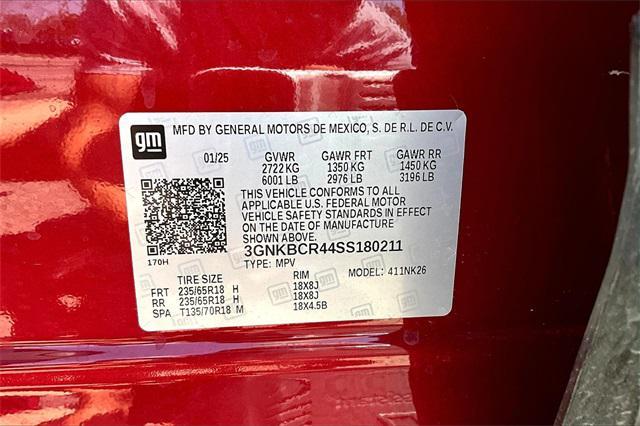 gm MFD BY GENERAL MOTORS DE MEXICO, S. DE R.L. DE C.V.
01/25 GVWR GAWR FRT GAWR RR
2722 KG 1350 KG 1450 KG
6001 LB 2976 LB 3196 LB
THIS VEHICLE CONFORMS TO ALL
APPLICABLE U.S. FEDERAL MOTOR
VEHICLE SAFETY STANDARDS IN EFFECT
ON THE DATE OF MANUFACTURE
SHOWN ABOVE.
170H 3GNKBCR44SS180211
TYPE: MPV MODEL: 411NK26
TIRE SIZE RIM
FRT 235/65R18 H 18X8J
RR 235/65R18 H 18X8J
SPA T135/70R18 M 18X4.5B